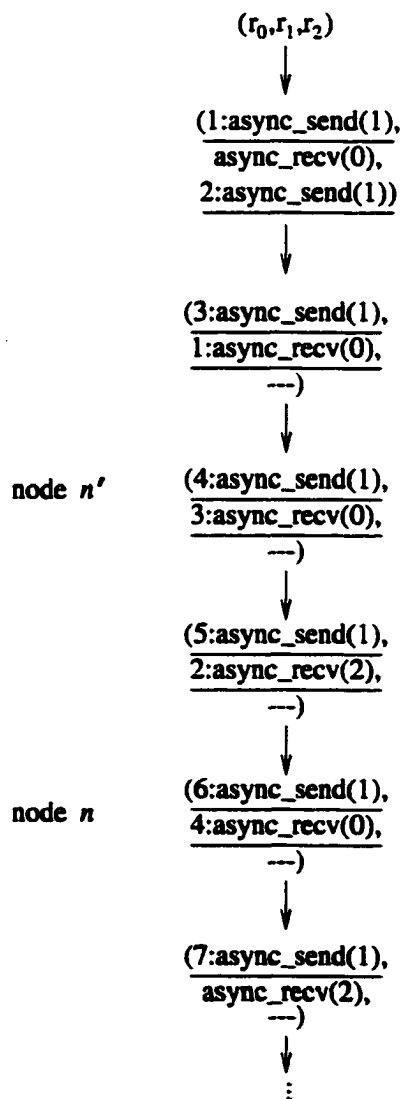 (r0,r1,r2)
(1:async_send(1),
async_recv(0),
2:async_send(1))
(3:async_send(1),
1:async_recv(0),
---)
node n′ (4:async_send(1),
3:async_recv(0),
---)
(5:async_send(1),
2:async_recv(2),
---)
node n (6:async_send(1),
4:async_recv(0),
---)
(7:async_send(1),
async_recv(2),
---)
⋮